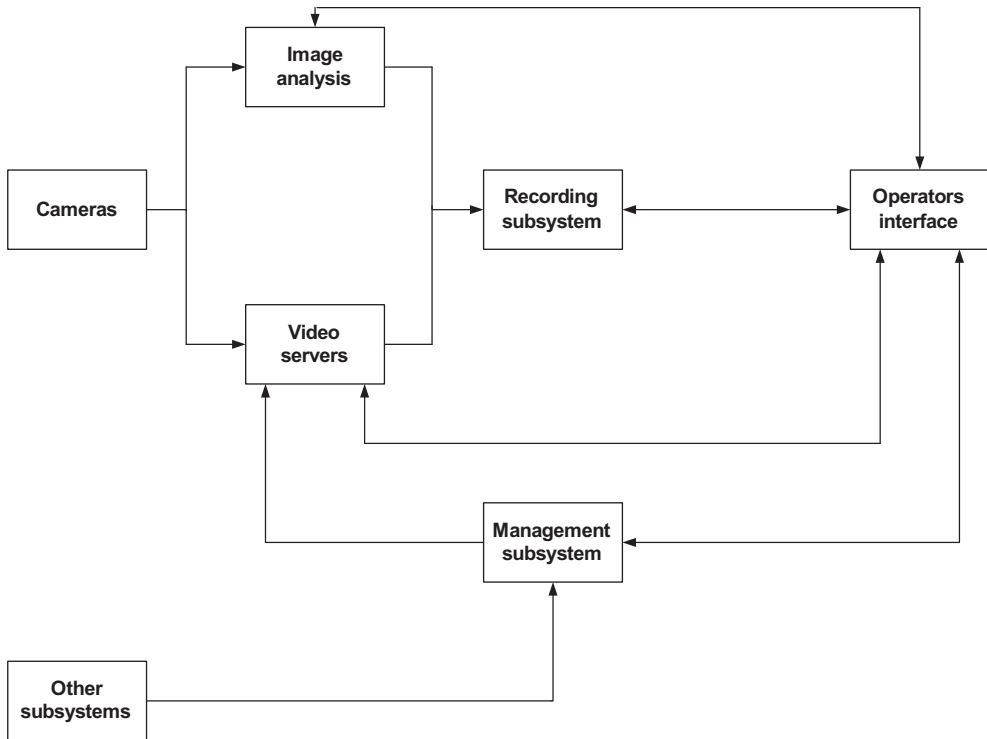 Image
analysis
Cameras
Recording
subsystem
Operators
interface
Video
servers
Management
subsystem
Other
subsystems